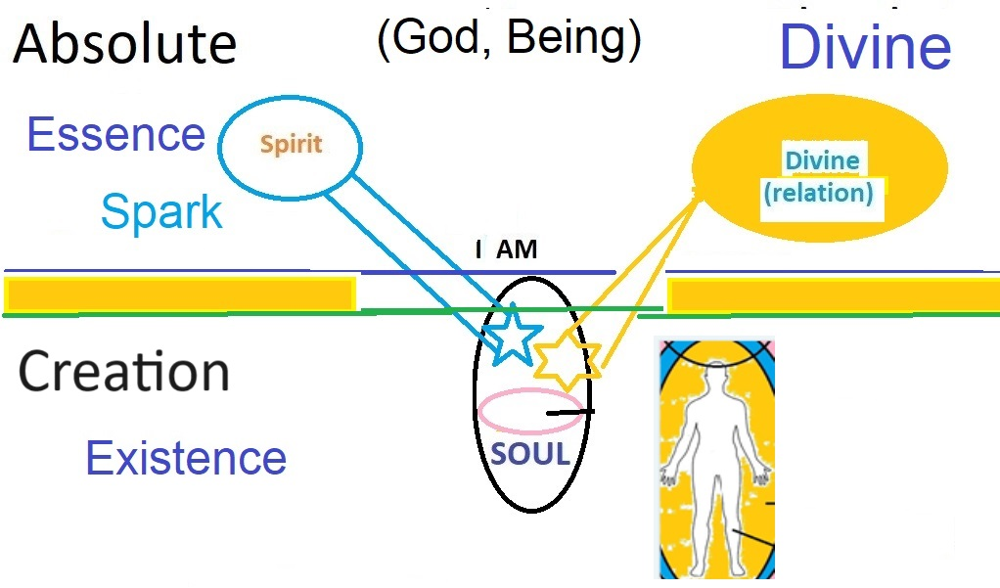 Absolute
(God, Being)
Divine
Essence
Spirit
Spark
Divine
(relation)
I AM
Creation
Existence
SOUL